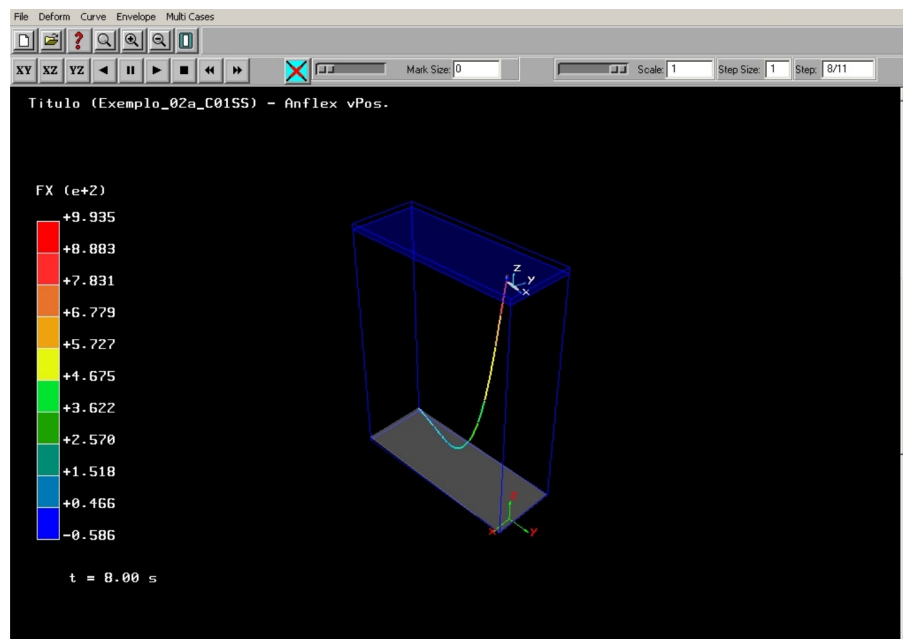 File Deform Curve Envelope Multi Cases
XY XZ YZ Mark Size: 0 Scale: 1 Step Size: 1 Step: 8/11
Titulo (Exemplo_02a_C01SS) - Anflex vPos.
FX (e+2)
+9.935
+8.883
+7.831
+6.779
+5.727
+4.675
+3.622
+2.570
+1.518
+0.466
-0.586
z
y
x
x
y
t = 8.00 s